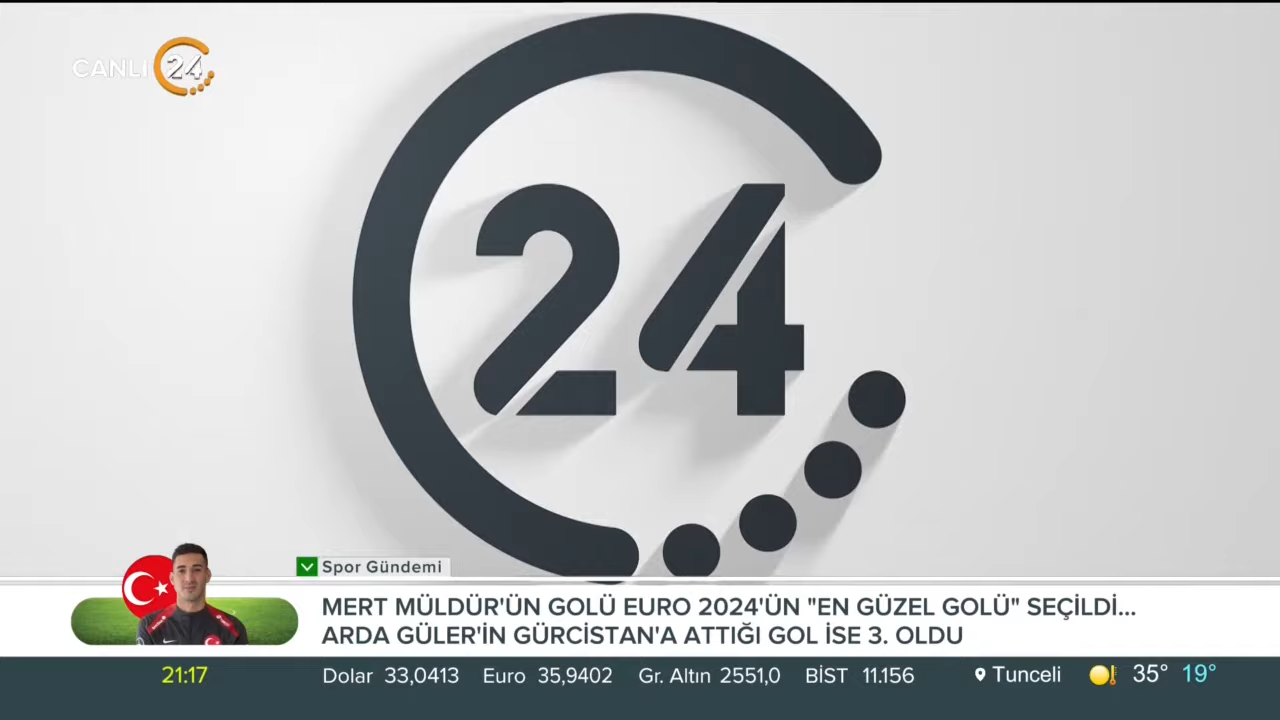 CANLI 24
24
Spor Gündemi
MERT MÜLDÜR'ÜN GOLÜ EURO 2024'ÜN "EN GÜZEL GOLÜ" SEÇİLDİ...
ARDA GÜLER'İN GÜRCİSTAN'A ATTIĞI GOL İSE 3. OLDU
21:17 Dolar 33,0413 Euro 35,9402 Gr. Altın 2551,0 BİST 11.156 Tunceli 35° 19°